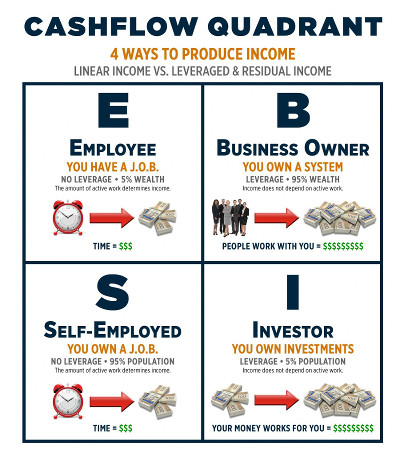 CASHFLOW QUADRANT
4 WAYS TO PRODUCE INCOME
LINEAR INCOME VS. LEVERAGED & RESIDUAL INCOME
E
EMPLOYEE
YOU HAVE A J.O.B.
NO LEVERAGE • 5% WEALTH
The amount of active work determines income.
TIME = $$$
B
BUSINESS OWNER
YOU OWN A SYSTEM
LEVERAGE • 95% WEALTH
Income does not depend on active work.
PEOPLE WORK WITH YOU = $$$$$$$$$
S
SELF-EMPLOYED
YOU OWN A J.O.B.
NO LEVERAGE • 95% POPULATION
The amount of active work determines income.
TIME = $$$
I
INVESTOR
YOU OWN INVESTMENTS
LEVERAGE • 5% POPULATION
Income does not depend on active work.
YOUR MONEY WORKS FOR YOU = $$$$$$$$$